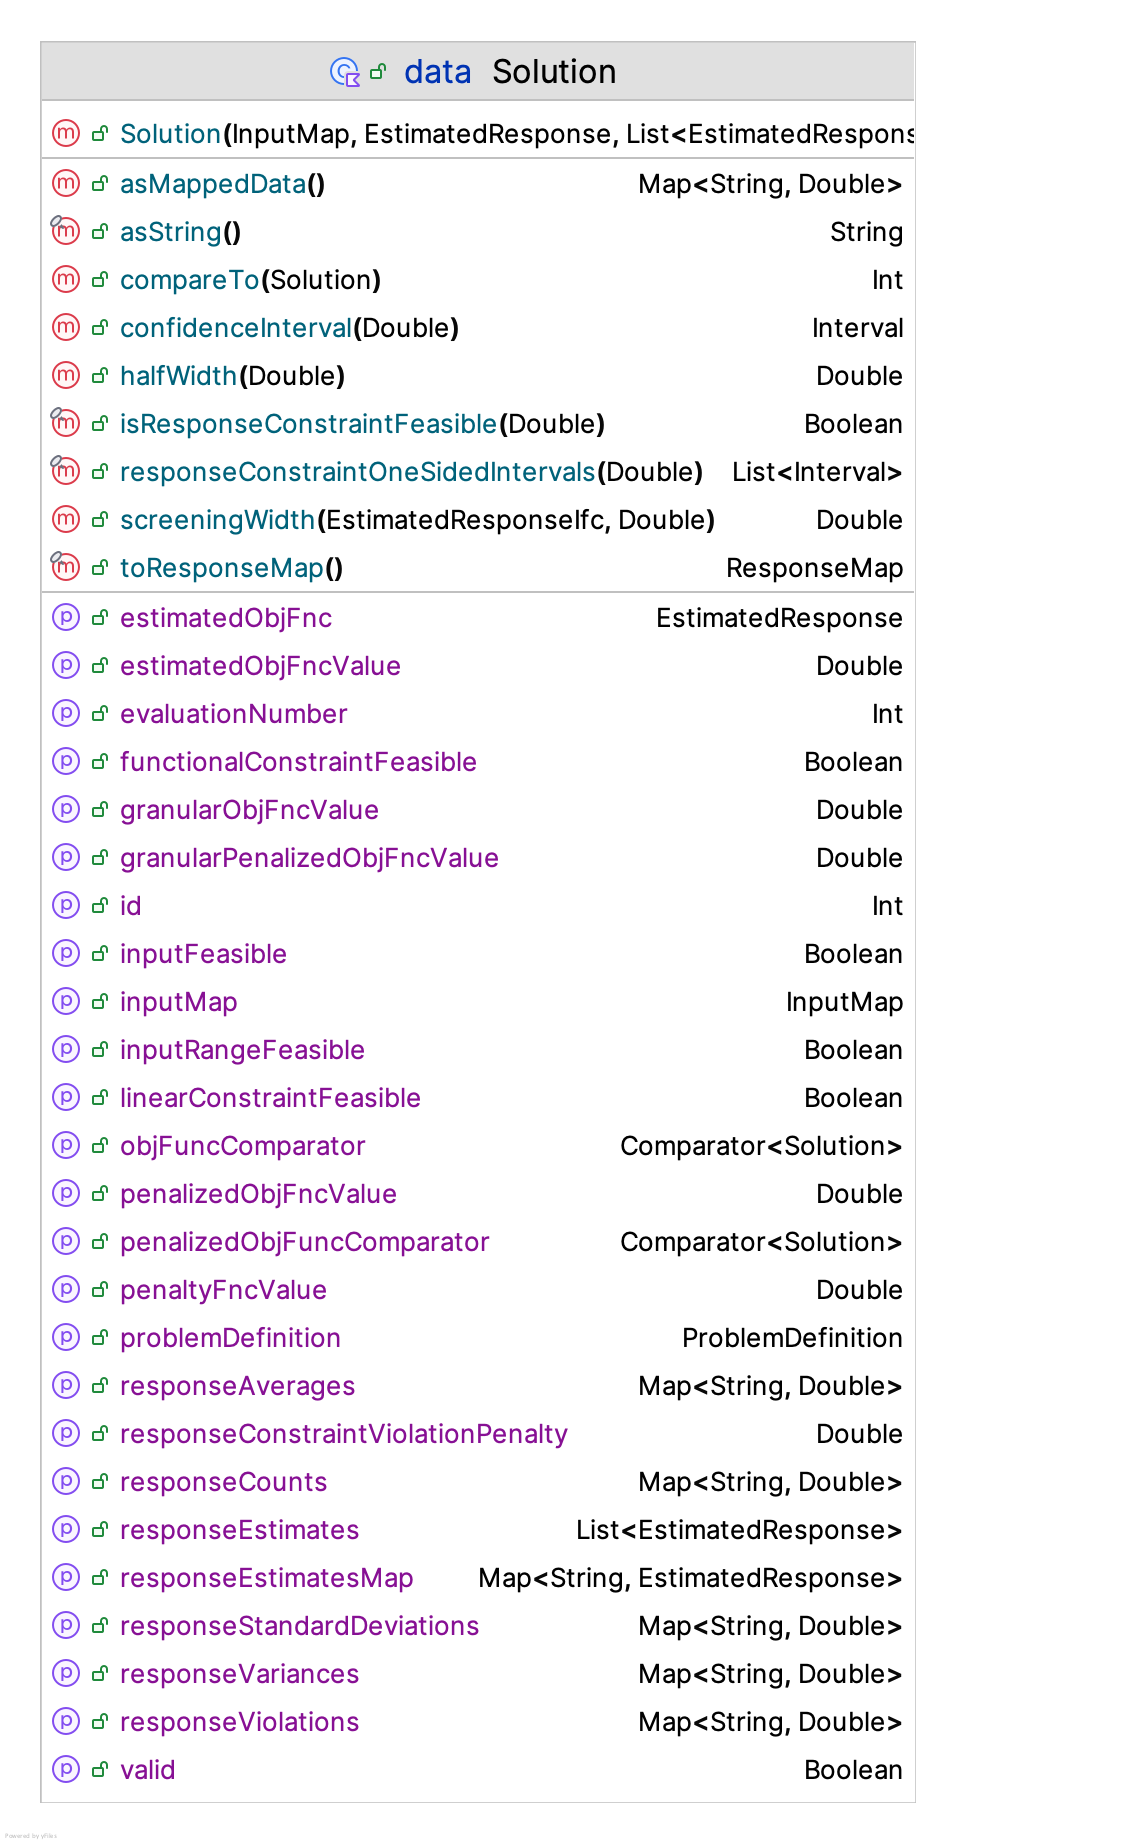 data Solution
Solution(InputMap, EstimatedResponse, List<EstimatedRespons
asMappedData() Map<String, Double>
asString() String
compareTo(Solution) Int
confidenceInterval(Double) Interval
halfWidth(Double) Double
isResponseConstraintFeasible(Double) Boolean
responseConstraintOneSidedIntervals(Double) List<Interval>
screeningWidth(EstimatedResponseIfc, Double) Double
toResponseMap() ResponseMap
estimatedObjFnc EstimatedResponse
estimatedObjFncValue Double
evaluationNumber Int
functionalConstraintFeasible Boolean
granularObjFncValue Double
granularPenalizedObjFncValue Double
id Int
inputFeasible Boolean
inputMap InputMap
inputRangeFeasible Boolean
linearConstraintFeasible Boolean
objFuncComparator Comparator<Solution>
penalizedObjFncValue Double
penalizedObjFuncComparator Comparator<Solution>
penaltyFncValue Double
problemDefinition ProblemDefinition
responseAverages Map<String, Double>
responseConstraintViolationPenalty Double
responseCounts Map<String, Double>
responseEstimates List<EstimatedResponse>
responseEstimatesMap Map<String, EstimatedResponse>
responseStandardDeviations Map<String, Double>
responseVariances Map<String, Double>
responseViolations Map<String, Double>
valid Boolean
Powered by yFiles